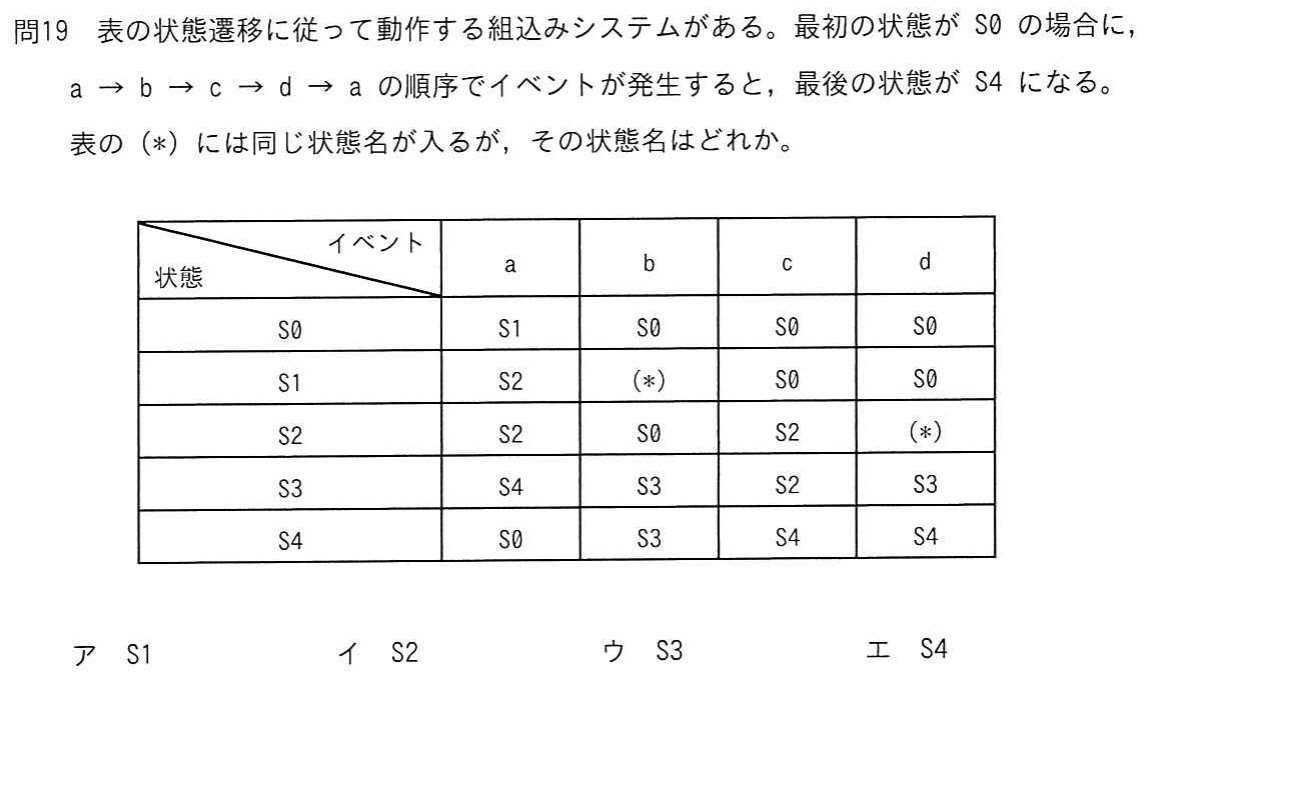 問19 表の状態遷移に従って動作する組込みシステムがある。最初の状態が S0 の場合に，
a → b → c → d → a の順序でイベントが発生すると，最後の状態が S4 になる。
表の（*）には同じ状態名が入るが，その状態名はどれか。
イベント
状態 a b c d
S0 S1 S0 S0 S0
S1 S2 （*） S0 S0
S2 S2 S0 S2 （*）
S3 S4 S3 S2 S3
S4 S0 S3 S4 S4
ア S1 イ S2 ウ S3 エ S4